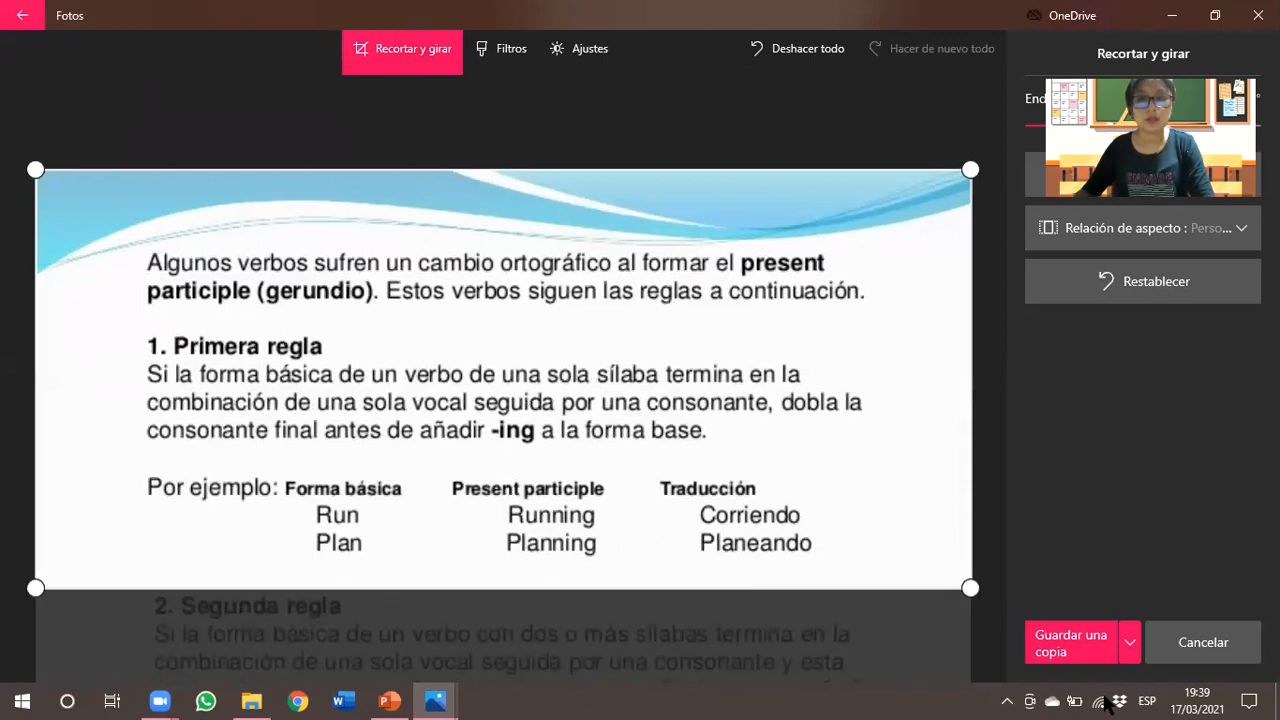 Fotos
OneDrive
Recortar y girar
Filtros
Ajustes
Deshacer todo
Hacer de nuevo todo
Recortar y girar
End
Relación de aspecto : Perso...
Restablecer
Algunos verbos sufren un cambio ortográfico al formar el present
participle (gerundio). Estos verbos siguen las reglas a continuación.
1. Primera regla
Si la forma básica de un verbo de una sola sílaba termina en la
combinación de una sola vocal seguida por una consonante, dobla la
consonante final antes de añadir -ing a la forma base.
Por ejemplo: Forma básica Present participle Traducción
Run Running Corriendo
Plan Planning Planeando
2. Segunda regla
Si la forma básica de un verbo con dos o más sílabas termina en la
combinación de una sola vocal seguida por una consonante y esta
Guardar una
copia
Cancelar
ESP
19:39
17/03/2021